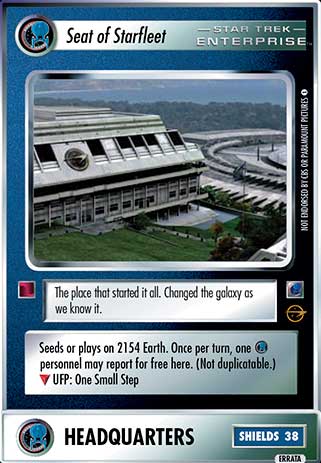 Seat of Starfleet
STAR TREK
ENTERPRISE™
NOT ENDORSED BY CBS OR PARAMOUNT PICTURES
The place that started it all. Changed the galaxy as
we know it.
Seeds or plays on 2154 Earth. Once per turn, one
personnel may report for free here. (Not duplicatable.)
UFP: One Small Step
HEADQUARTERS
SHIELDS 38
ERRATA